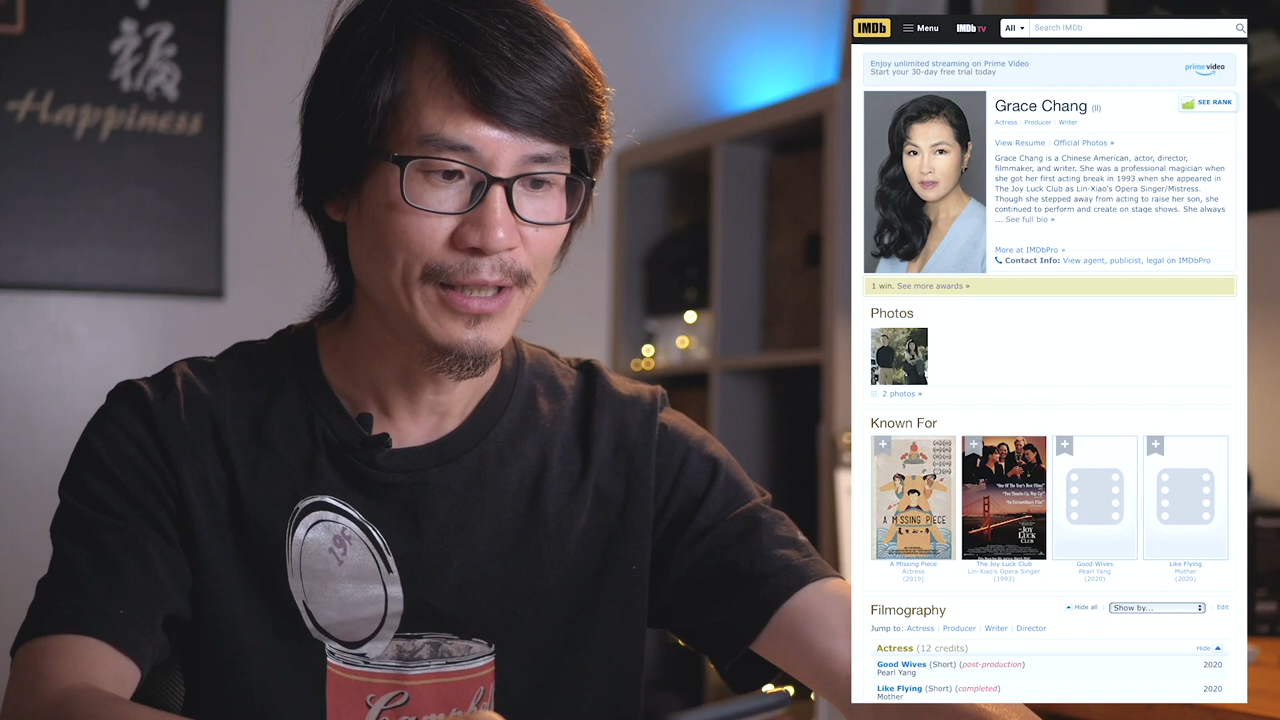 IMDb
Menu
IMDb TV
All
Search IMDb
Enjoy unlimited streaming on Prime Video
Start your 30-day free trial today
prime video
Grace Chang (II)
SEE RANK
Actress | Producer | Writer
View Resume | Official Photos »
Grace Chang is a Chinese American, actor, director,
filmmaker, and writer. She was a professional magician when
she got her first acting break in 1993 when she appeared in
The Joy Luck Club as Lin-Xiao's Opera Singer/Mistress.
Though she stepped away from acting to raise her son, she
continued to perform and create on stage shows. She always
... See full bio »
More at IMDbPro »
Contact Info: View agent, publicist, legal on IMDbPro
1 win. See more awards »
Photos
2 photos »
Known For
A MISSING PIECE
THE JOY LUCK CLUB
A Missing Piece
Actress
(2019)
The Joy Luck Club
Lin-Xiao's Opera Singer
(1993)
Good Wives
Pearl Yang
(2020)
Like Flying
Mother
(2020)
Filmography
Hide all | Show by... | Edit
Jump to: Actress | Producer | Writer | Director
Actress (12 credits)
Hide
Good Wives (Short) (post-production)
2020
Pearl Yang
Like Flying (Short) (completed)
2020
Mother